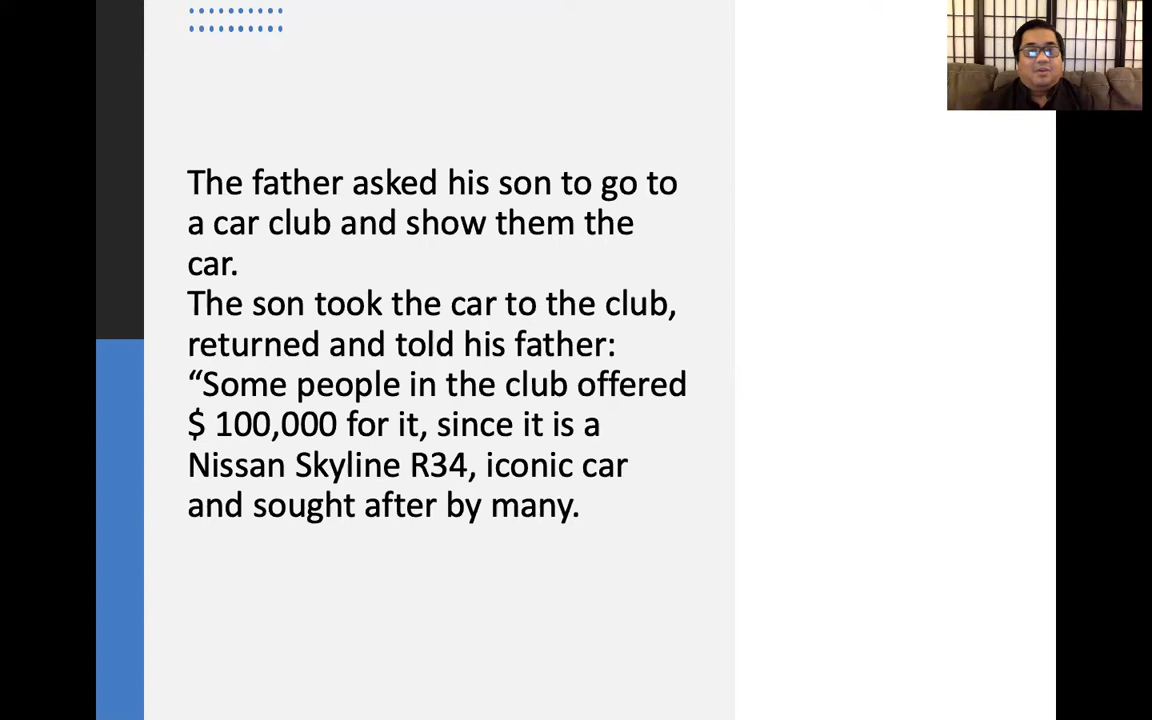 The father asked his son to go to
a car club and show them the
car.
The son took the car to the club,
returned and told his father:
“Some people in the club offered
$ 100,000 for it, since it is a
Nissan Skyline R34, iconic car
and sought after by many.